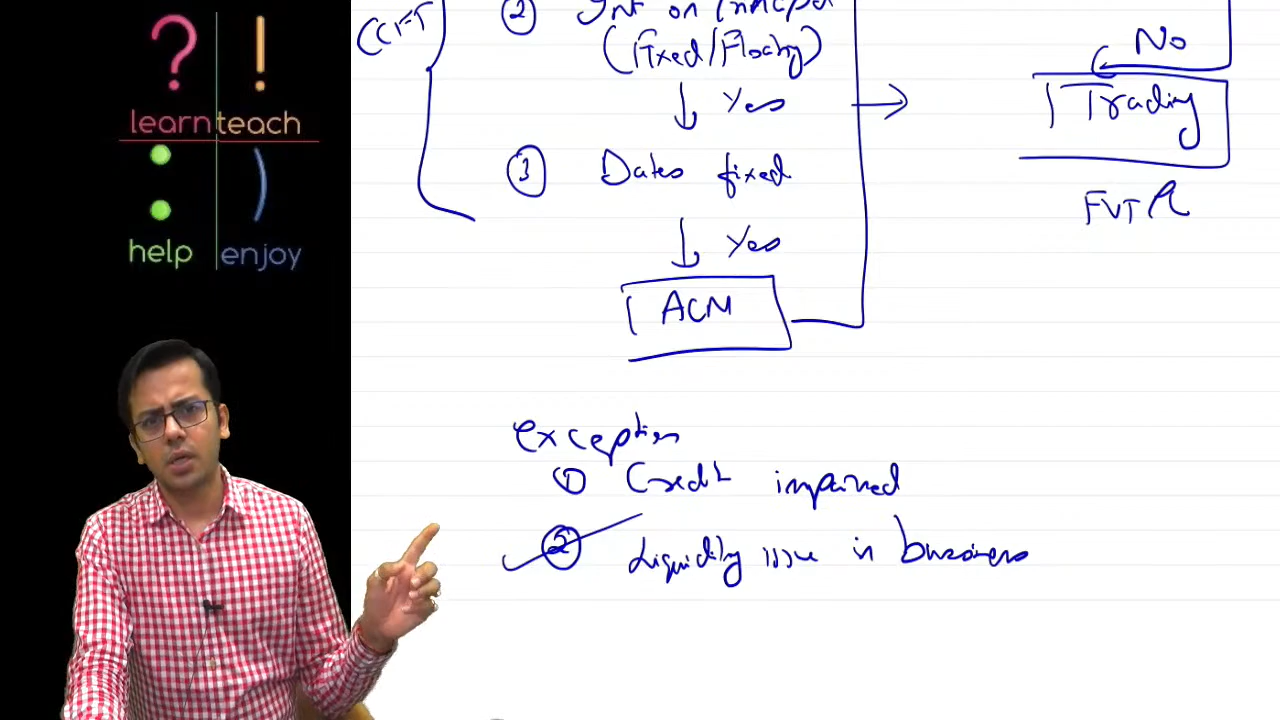 ? !
learn teach
: )
help enjoy
CCFT
② Int on Principal
(Fixed/Floating)
↓ Yes
③ Dates fixed
↓ Yes
ACM
No
Trading
FVTPL
Exception
① Credit impaired
② Liquidity issue in business